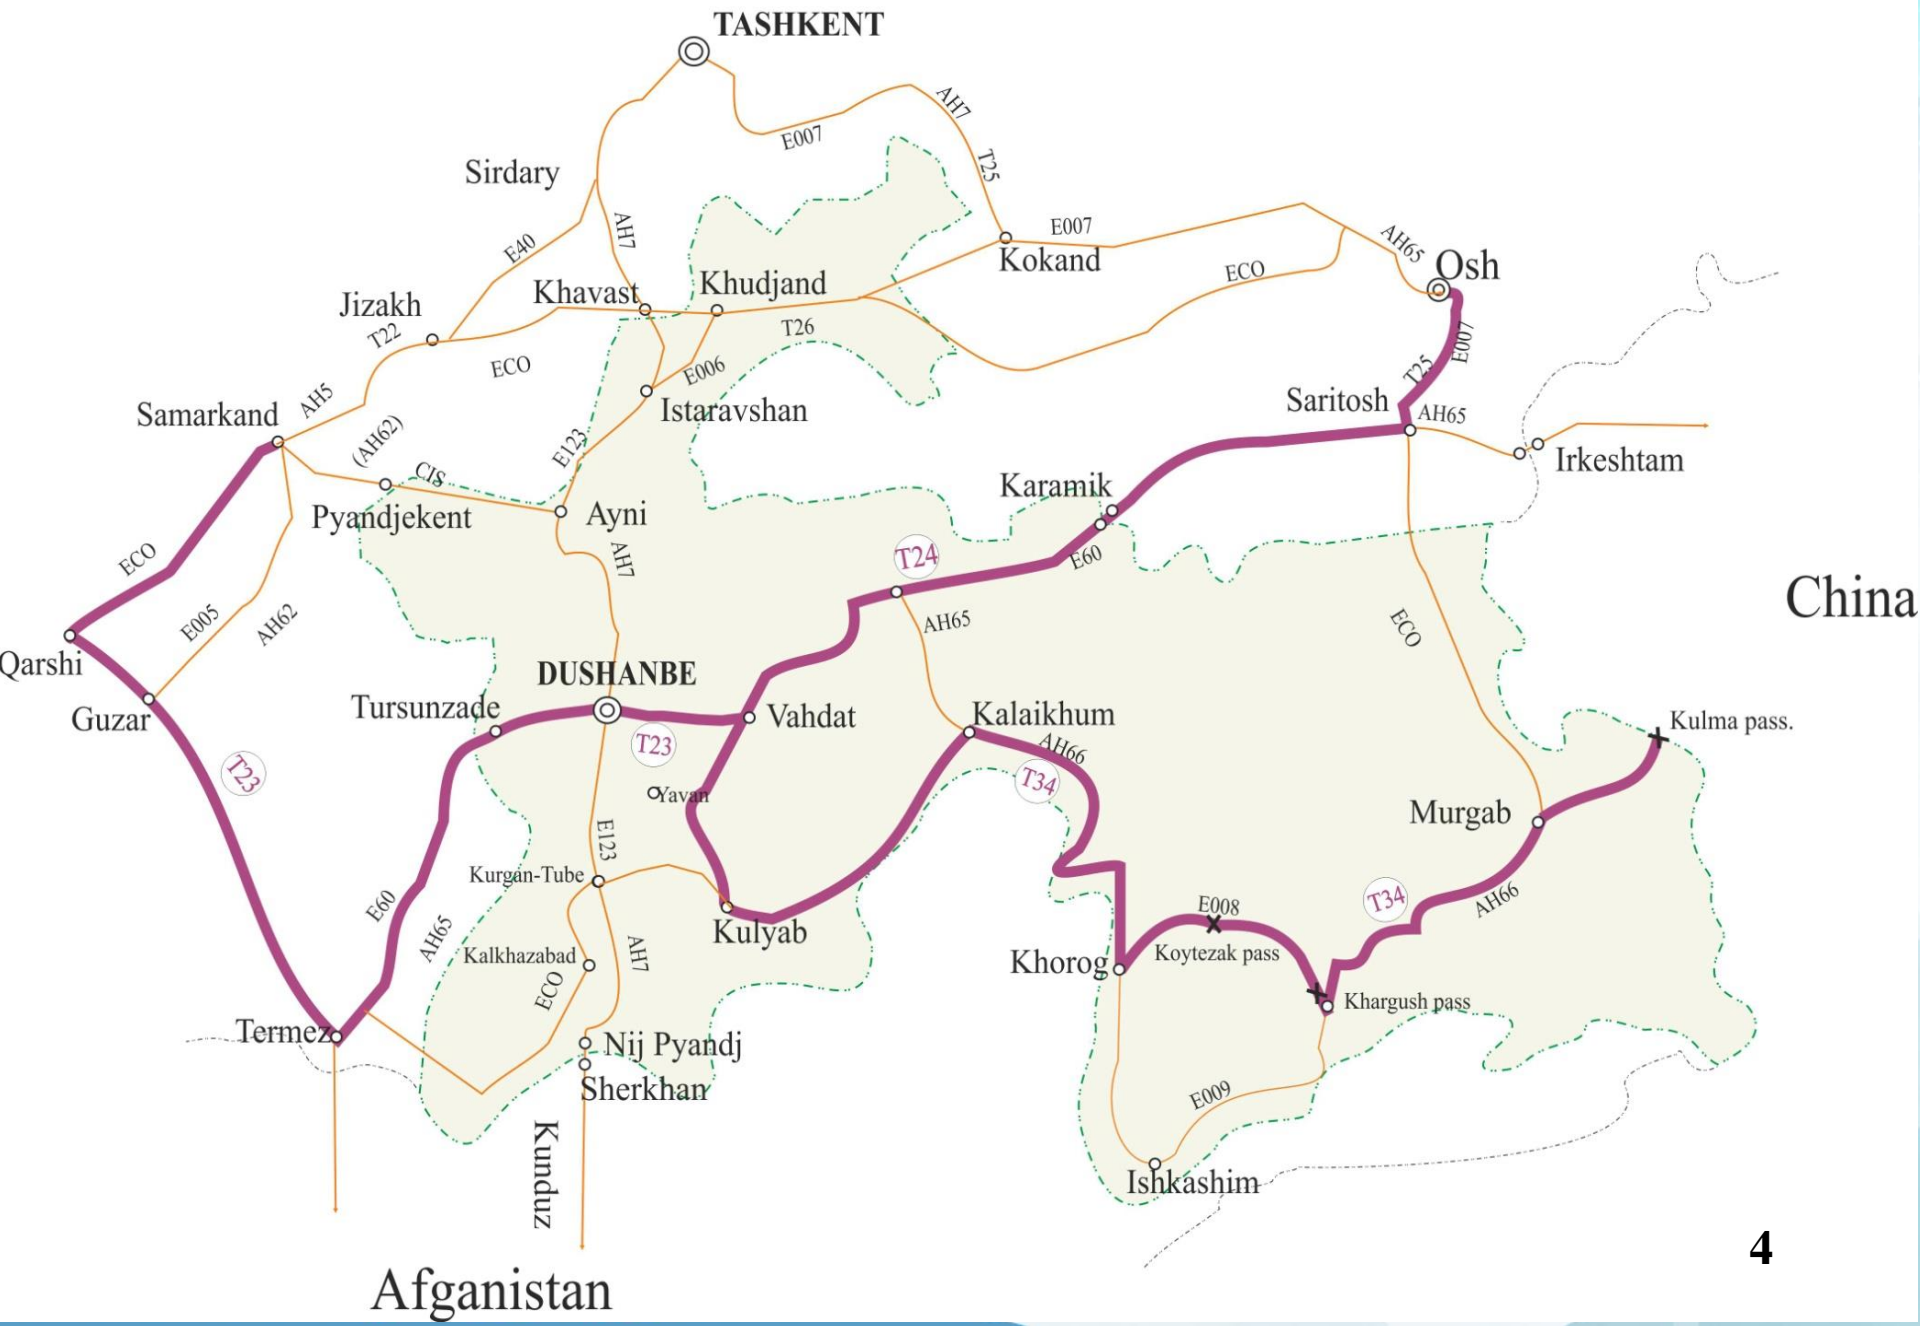 TASHKENT
AH7
E007
T25
Sirdary
AH7
E40
E007
Kokand
AH65
Osh
ECO
Khavast
Khudjand
Jizakh
T22
T26
ECO
E006
E007
T25
AH5
Samarkand
Istaravshan
Saritosh
AH65
(AH62)
E123
CIS
Irkeshtam
Karamik
Pyandjekent
Ayni
AH7
T24
E60
ECO
China
E005
AH62
AH65
ECO
Qarshi
DUSHANBE
Guzar
Tursunzade
Vahdat
Kalaikhum
Kulma pass.
T23
T23
AH66
T34
Yavan
Murgab
E123
Kurgan-Tube
E60
AH65
Kulyab
E008
T34
AH66
Kalkhazabad
AH7
Koytezak pass
Khorog
ECO
Khargush pass
Termez
Nij Pyandj
Sherkhan
E009
Kunduz
Ishkashim
4
Afganistan